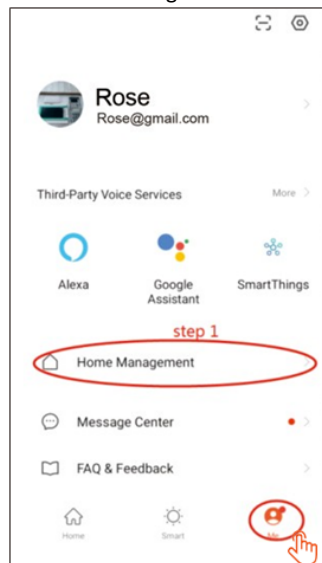 Rose
Rose@gmail.com
Third-Party Voice Services
More
Alexa
Google
Assistant
SmartThings
step 1
Home Management
Message Center
FAQ & Feedback
Home
Smart
Me